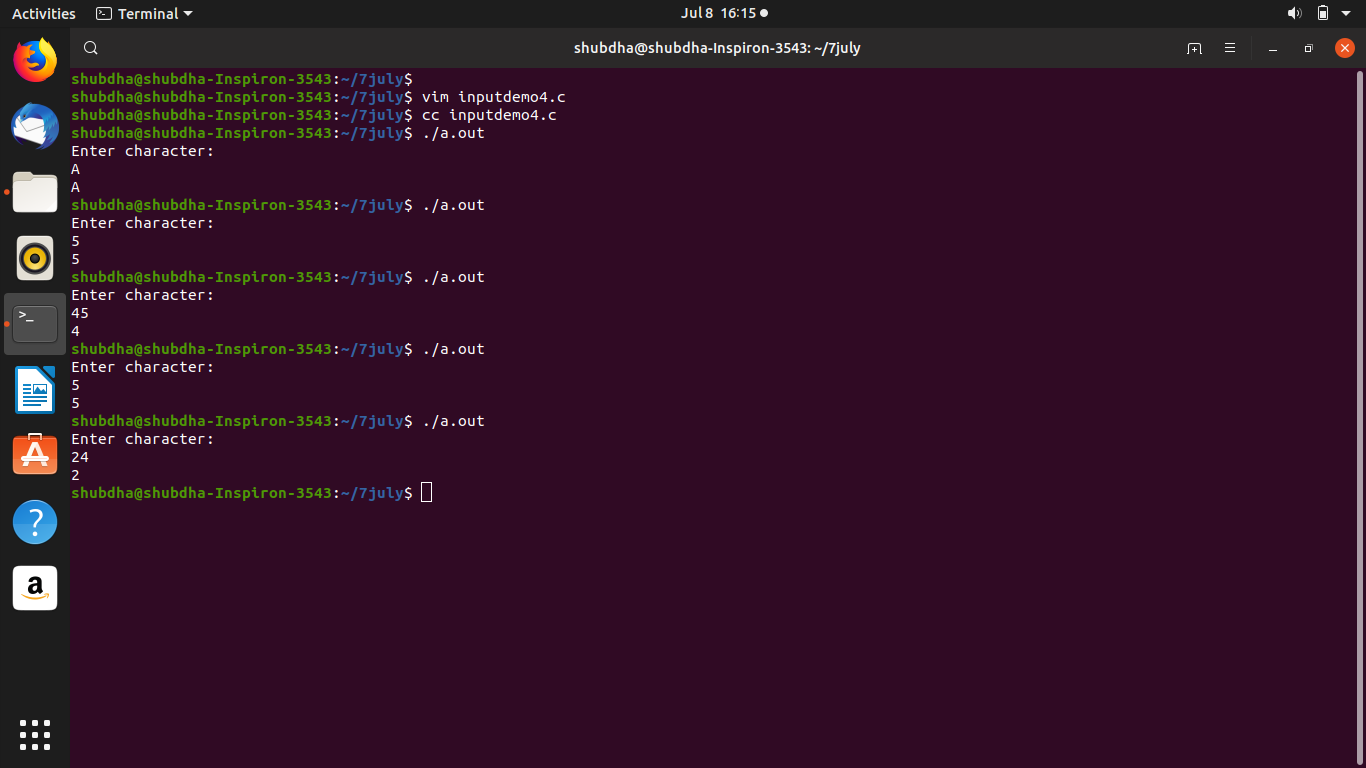 Activities Terminal Jul 8 16:15
shubdha@shubdha-Inspiron-3543: ~/7july
shubdha@shubdha-Inspiron-3543:~/7july$
shubdha@shubdha-Inspiron-3543:~/7july$ vim inputdemo4.c
shubdha@shubdha-Inspiron-3543:~/7july$ cc inputdemo4.c
shubdha@shubdha-Inspiron-3543:~/7july$ ./a.out
Enter character:
A
A
shubdha@shubdha-Inspiron-3543:~/7july$ ./a.out
Enter character:
5
5
shubdha@shubdha-Inspiron-3543:~/7july$ ./a.out
Enter character:
45
4
shubdha@shubdha-Inspiron-3543:~/7july$ ./a.out
Enter character:
5
5
shubdha@shubdha-Inspiron-3543:~/7july$ ./a.out
Enter character:
24
2
shubdha@shubdha-Inspiron-3543:~/7july$